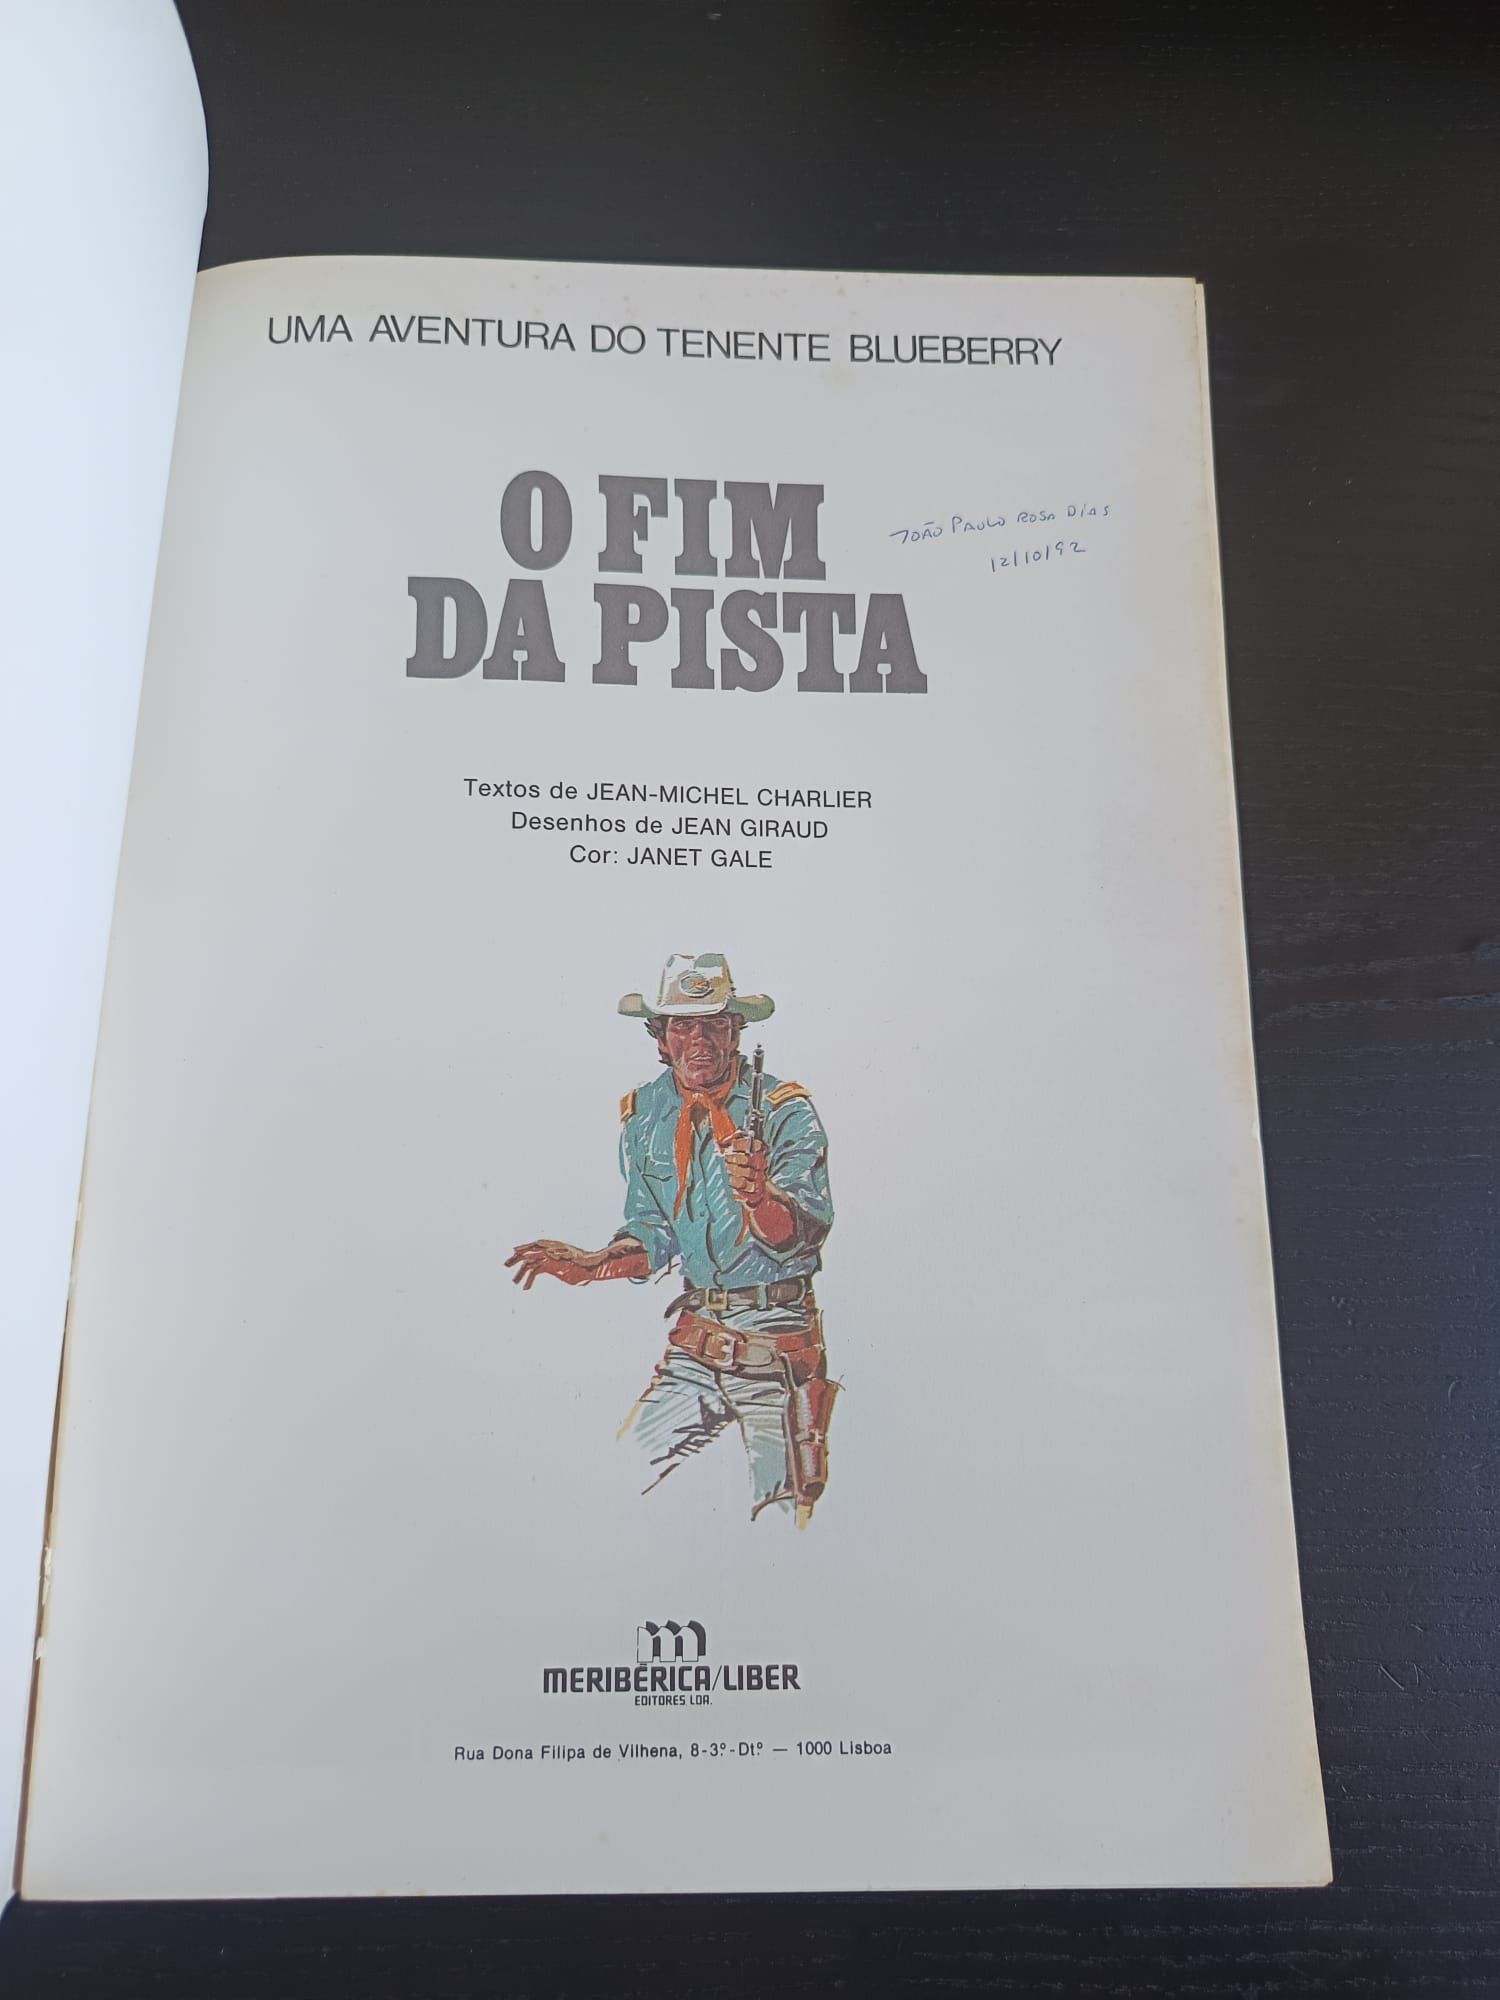 UMA AVENTURA DO TENENTE BLUEBERRY
O FIM
DA PISTA
JOÃO PAULO ROSA DIAS
12/10/92
Textos de JEAN-MICHEL CHARLIER
Desenhos de JEAN GIRAUD
Cor: JANET GALE
m
MERIBÉRICA/LIBER
EDITORES, LDA.
Rua Dona Filipa de Vilhena, 8-3º-Dtº — 1000 Lisboa